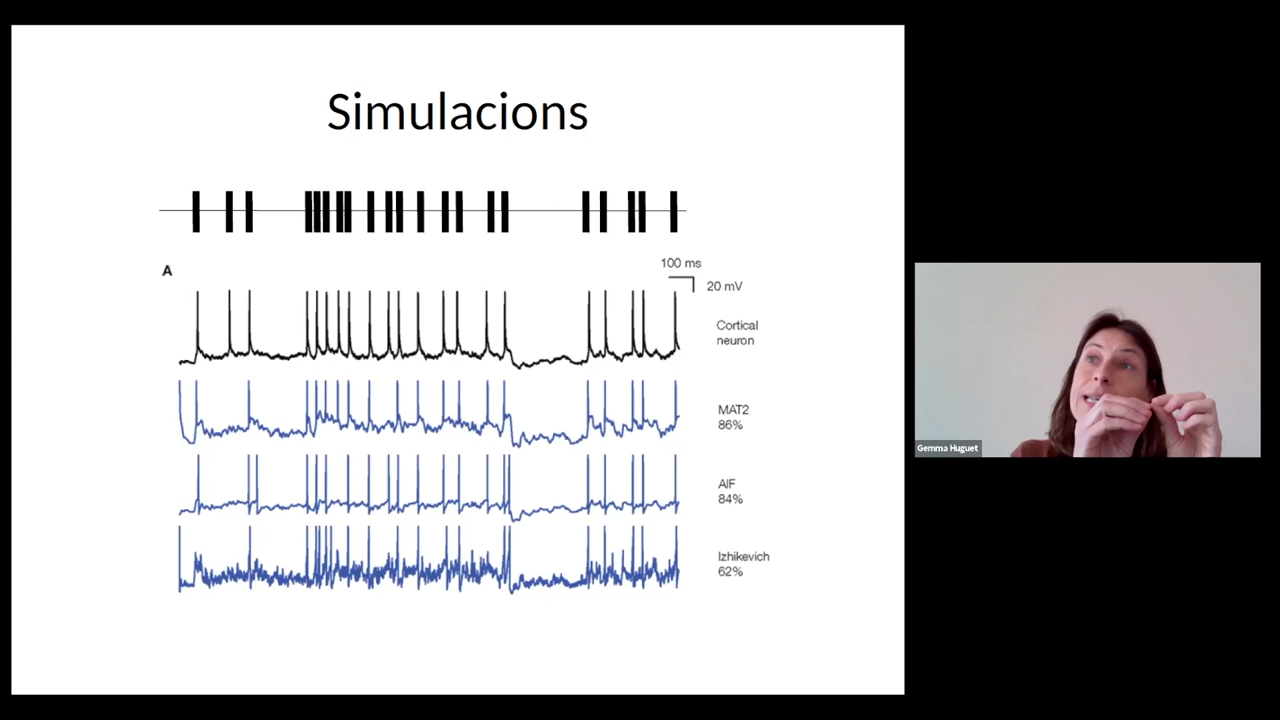 Simulacions
A
100 ms
20 mV
Cortical
neuron
MAT2
86%
AIF
84%
Izhikevich
62%
Gemma Huguet